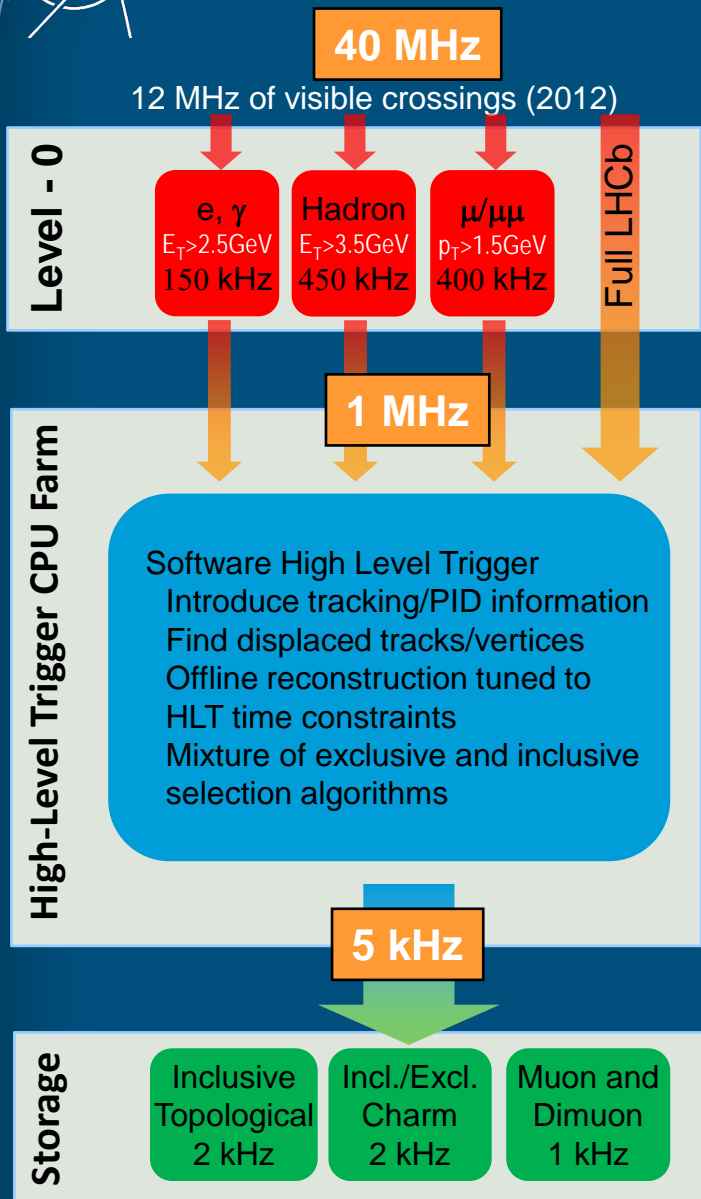 40 MHz
12 MHz of visible crossings (2012)
Level - 0
e, γ
E_T>2.5GeV
150 kHz
Hadron
E_T>3.5GeV
450 kHz
μ/μμ
p_T>1.5GeV
400 kHz
Full LHCb
1 MHz
High-Level Trigger CPU Farm
Software High Level Trigger
Introduce tracking/PID information
Find displaced tracks/vertices
Offline reconstruction tuned to
HLT time constraints
Mixture of exclusive and inclusive
selection algorithms
5 kHz
Storage
Inclusive
Topological
2 kHz
Incl./Excl.
Charm
2 kHz
Muon and
Dimuon
1 kHz